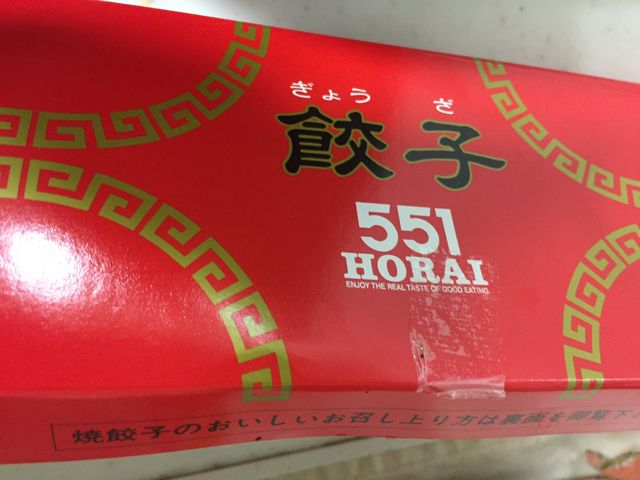 ぎょうざ
餃子
551
HORAI
ENJOY THE REAL TASTE OF GOOD EATING.
焼餃子のおいしいお召し上り方は裏面を御覧下